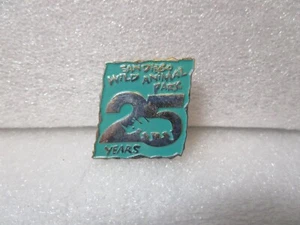 SAN DIEGO
WILD ANIMAL
PARK
25
YEARS